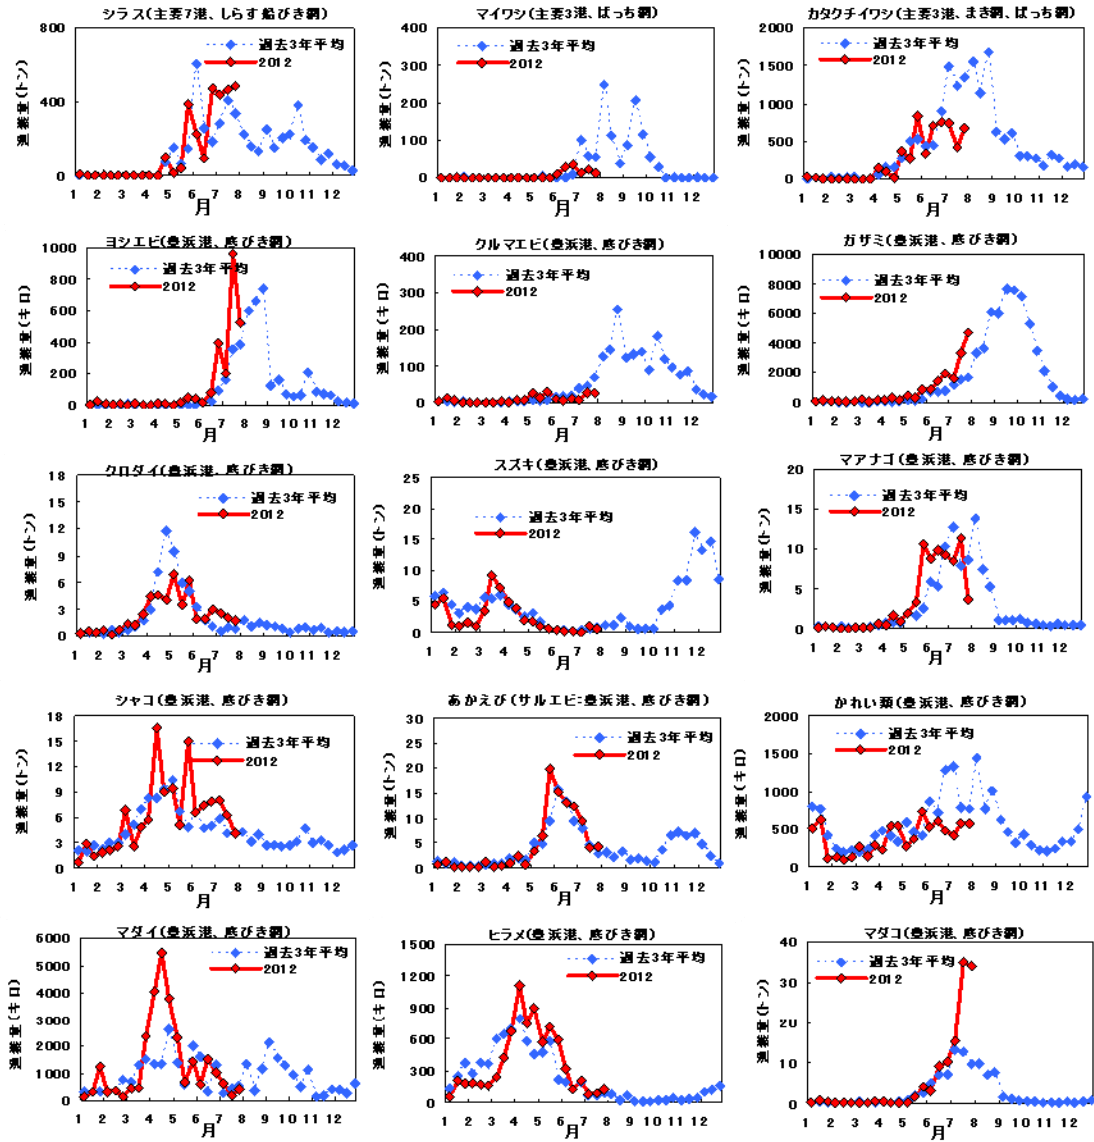 シラス(主要7港、しらす船びき網)
漁獲量(トン)
800
400
0
過去3年平均
2012
1 2 3 4 5 6 7 8 9 10 11 12
月
マイワシ(主要3港、ばっち網)
漁獲量(トン)
400
300
200
100
0
過去3年平均
2012
1 2 3 4 5 6 7 8 9 10 11 12
月
カタクチイワシ(主要3港、まき網、ばっち網)
漁獲量(トン)
2000
1500
1000
500
0
過去3年平均
2012
1 2 3 4 5 6 7 8 9 10 11 12
月
ヨシエビ(豊浜港、底びき網)
漁獲量(キロ)
1000
800
600
400
200
0
過去3年平均
2012
1 2 3 4 5 6 7 8 9 10 11 12
月
クルマエビ(豊浜港、底びき網)
漁獲量(キロ)
400
300
200
100
0
過去3年平均
2012
1 2 3 4 5 6 7 8 9 10 11 12
月
ガザミ(豊浜港、底びき網)
漁獲量(キロ)
10000
8000
6000
4000
2000
0
過去3年平均
2012
1 2 3 4 5 6 7 8 9 10 11 12
月
クロダイ(豊浜港、底びき網)
漁獲量(トン)
18
15
12
9
6
3
0
過去3年平均
2012
1 2 3 4 5 6 7 8 9 10 11 12
月
スズキ(豊浜港、底びき網)
漁獲量(トン)
25
20
15
10
5
0
過去3年平均
2012
1 2 3 4 5 6 7 8 9 10 11 12
月
マアナゴ(豊浜港、底びき網)
漁獲量(トン)
20
15
10
5
0
過去3年平均
2012
1 2 3 4 5 6 7 8 9 10 11 12
月
シャコ(豊浜港、底びき網)
漁獲量(トン)
18
15
12
9
6
3
0
過去3年平均
2012
1 2 3 4 5 6 7 8 9 10 11 12
月
あかえび(サルエビ:豊浜港、底びき網)
漁獲量(トン)
30
25
20
15
10
5
0
過去3年平均
2012
1 2 3 4 5 6 7 8 9 10 11 12
月
かれい類(豊浜港、底びき網)
漁獲量(キロ)
2000
1500
1000
500
0
過去3年平均
2012
1 2 3 4 5 6 7 8 9 10 11 12
月
マダイ(豊浜港、底びき網)
漁獲量(キロ)
6000
5000
4000
3000
2000
1000
0
過去3年平均
2012
1 2 3 4 5 6 7 8 9 10 11 12
月
ヒラメ(豊浜港、底びき網)
漁獲量(キロ)
1500
1200
900
600
300
0
過去3年平均
2012
1 2 3 4 5 6 7 8 9 10 11 12
月
マダコ(豊浜港、底びき網)
漁獲量(トン)
40
30
20
10
0
過去3年平均
2012
1 2 3 4 5 6 7 8 9 10 11 12
月